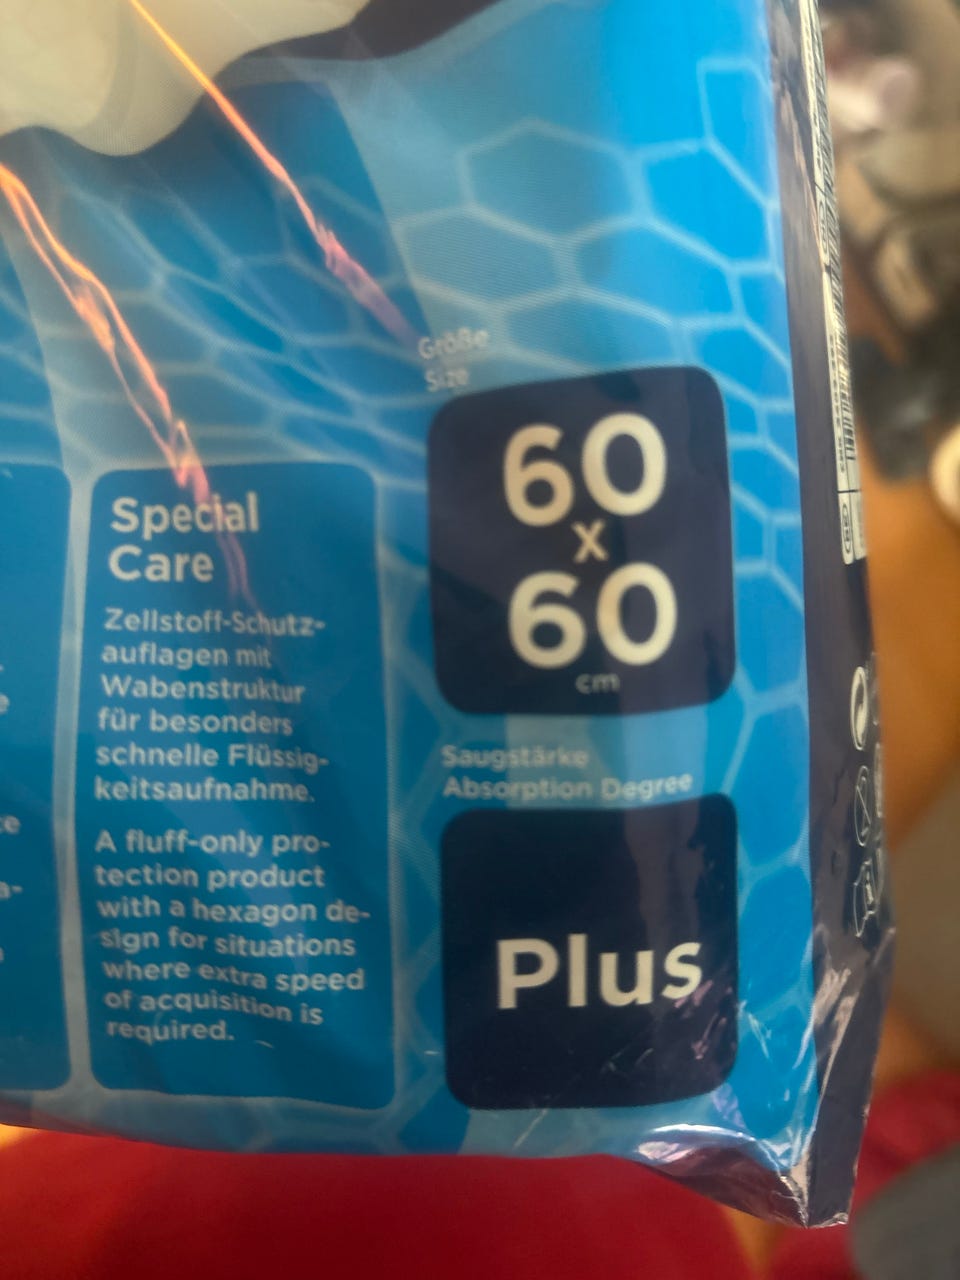 Größe
Size
60
x
60
cm
Special
Care
Zellstoff-Schutz-
auflagen mit
Wabenstruktur
für besonders
schnelle Flüssig-
keitsaufnahme.
A fluff-only pro-
tection product
with a hexagon de-
sign for situations
where extra speed
of acquisition is
required.
Saugstärke
Absorption Degree
Plus